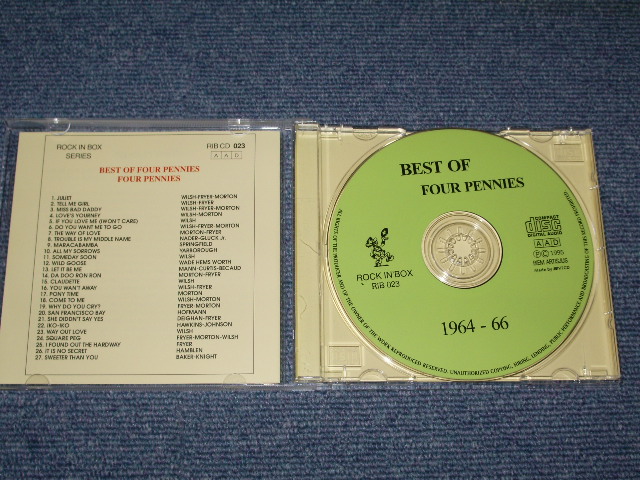 ROCK IN BOX
SERIES
RIB CD 023
A A D
BEST OF FOUR PENNIES
FOUR PENNIES
1. JULIET WILSH-FRYER-MORTON
2. TELL ME GIRL WILSH-FRYER
3. MISS BAD DADDY WILSH-FRYER-MORTON
4. LOVE'S YOURNEY WILSH-MORTON
5. IF YOU LOVE ME (IWON'T CARE) WILSH
6. DO YOU WANT ME TO GO WILSH-FRYER-MORTON
7. THE WAY OF LOVE MORTON-FRYER
8. TROUBLE IS MY MIDDLE NAME NADER-GLUCK Jr.
9. MARACABAMBA SPRINGFIELD
10. ALL MY SORROWS YARBOROUGH
11. SOMEDAY SOON WILSH
12. WILD GOOSE WADE HEMS WORTH
13. LET IT BE ME MANN-CURTIS-BECAUD
14. DA DOO RON RON MORTON-FRYER
15. CLAUDETTE WILSH
16. YOU WAN'T AWAY WILSH-FRYER
17. PONY TIME MORTON
18. COME TO ME WILSH-MORTON
19. WHY DO YOU CRY? WILSH-MORTON-FRYER
20. SAN FRANCISCO BAY HOFMANN
21. SHE DIDN'T SAY YES DEIGHAN-FRYER
22. IKO-IKO HAWKINS-JOHNSON
23. WAY OUT LOVE WILSH
24. SQUARE PEG FRYER-MORTON-WILSH
25. I FOUND OUT THE HARDWAY FRYER
26. IT IS NO SECRET HAMBLEN
27. SWEETER THAN YOU BAKER-KNIGHT
BEST OF
FOUR PENNIES
COMPACT
disc
DIGITAL AUDIO
A A D
ROCK IN'BOX
RiB 023
1964 - 66